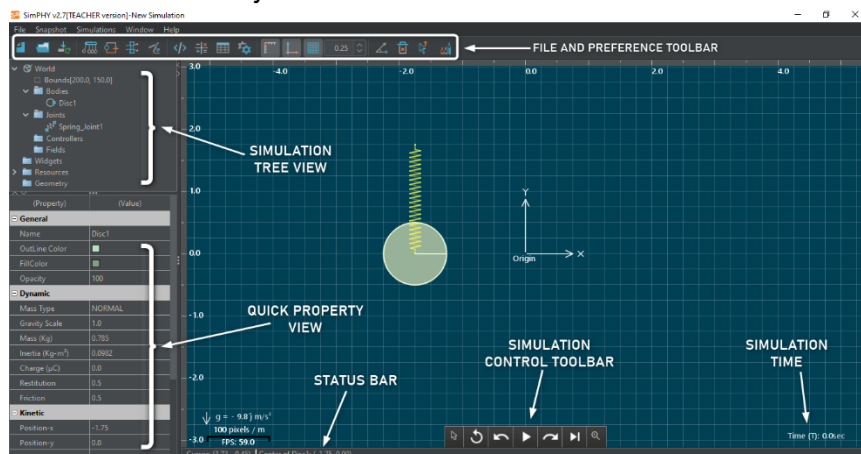 SimPHY v2.7[TEACHER version]-New Simulation
File Snapshot Simulations Window Help
0.25
FILE AND PREFERENCE TOOLBAR
World
Bounds[200.0, 150.0]
Bodies
Disc1
Joints
Spring_Joint1
Controllers
Fields
Widgets
Resources
Geometry
SIMULATION
TREE VIEW
(Property) (Value)
General
Name Disc1
OutLine Color
FillColor
Opacity 100
Dynamic
Mass Type NORMAL
Gravity Scale 1.0
Mass (Kg) 0.785
Inertia (Kg-m²) 0.0982
Charge (µC) 0.0
Restitution 0.5
Friction 0.5
Kinetic
Position-x -1.75
Position-y 0.0
QUICK PROPERTY
VIEW
3.0 -4.0 -2.0 0.0 2.0 4.0
2.0
1.0
0.0
-1.0
-2.0
-3.0
Y
Origin X
STATUS BAR
SIMULATION
CONTROL TOOLBAR
SIMULATION
TIME
g = - 9.8 j m/s²
100 pixels / m
FPS: 59.0
Time (T): 0.0sec